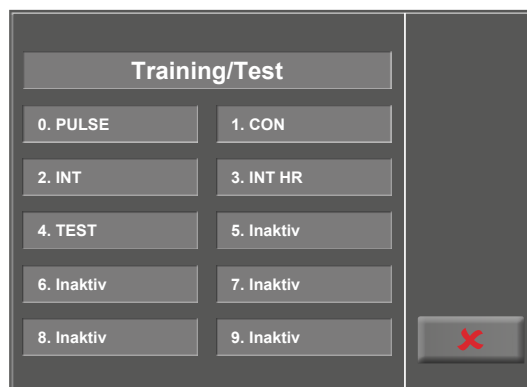 Training/Test
0. PULSE
1. CON
2. INT
3. INT HR
4. TEST
5. Inaktiv
6. Inaktiv
7. Inaktiv
8. Inaktiv
9. Inaktiv